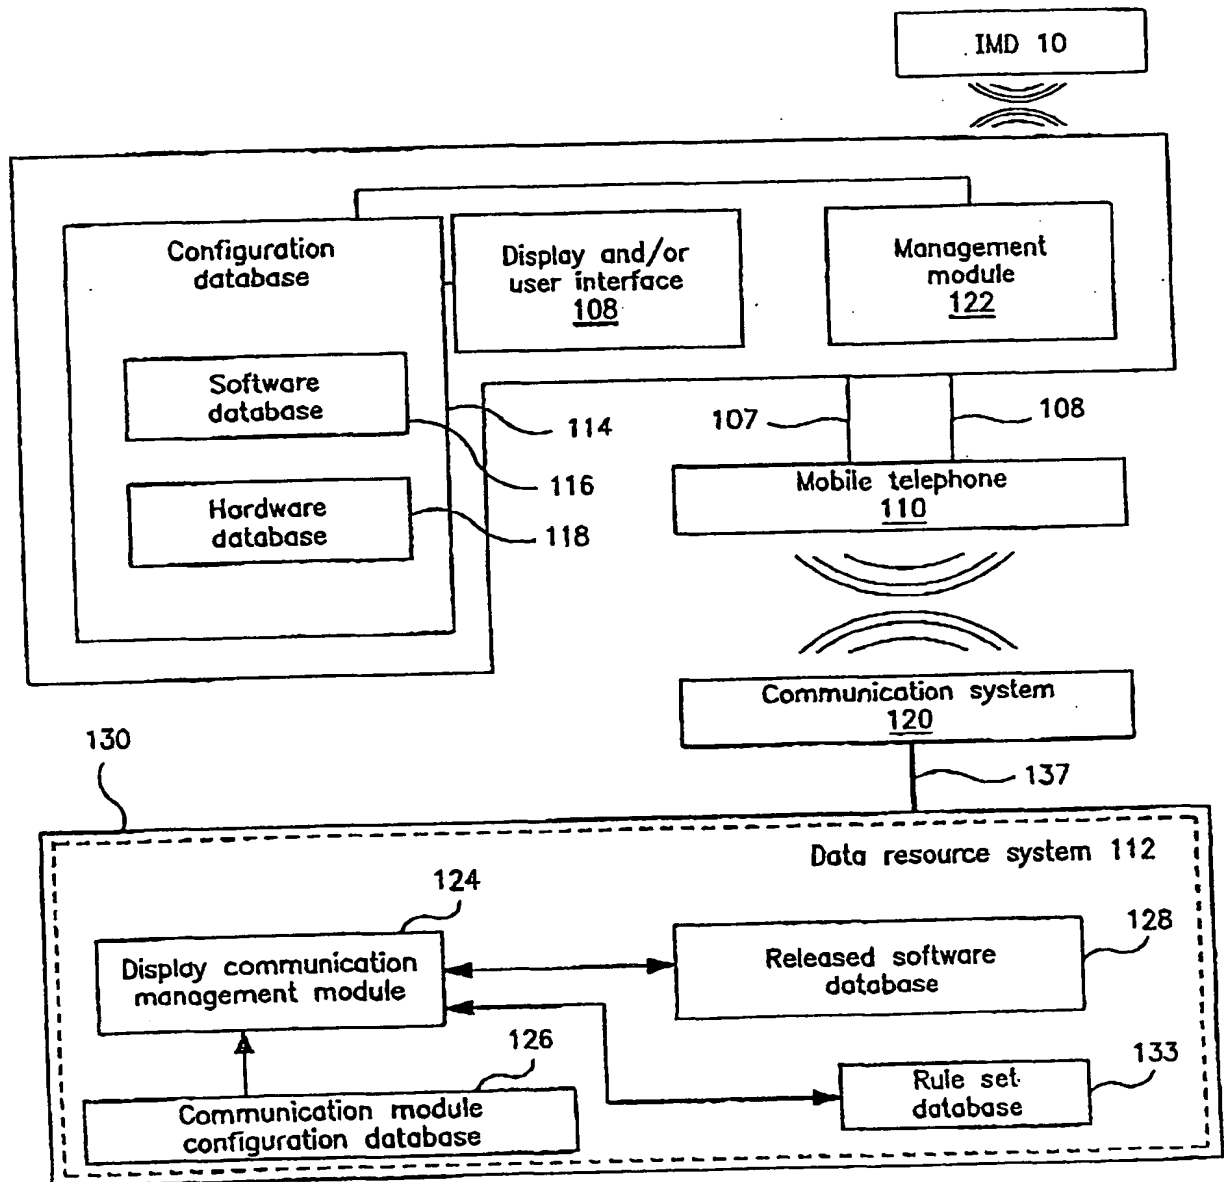 IMD 10
Configuration
database
Display and/or
user interface
108
Management
module
122
Software
database
Hardware
database
114
116
118
107
108
Mobile telephone
110
Communication system
120
137
130
Data resource system 112
124
Display communication
management module
Released software
database
128
126
Communication module
configuration database
Rule set
database
133